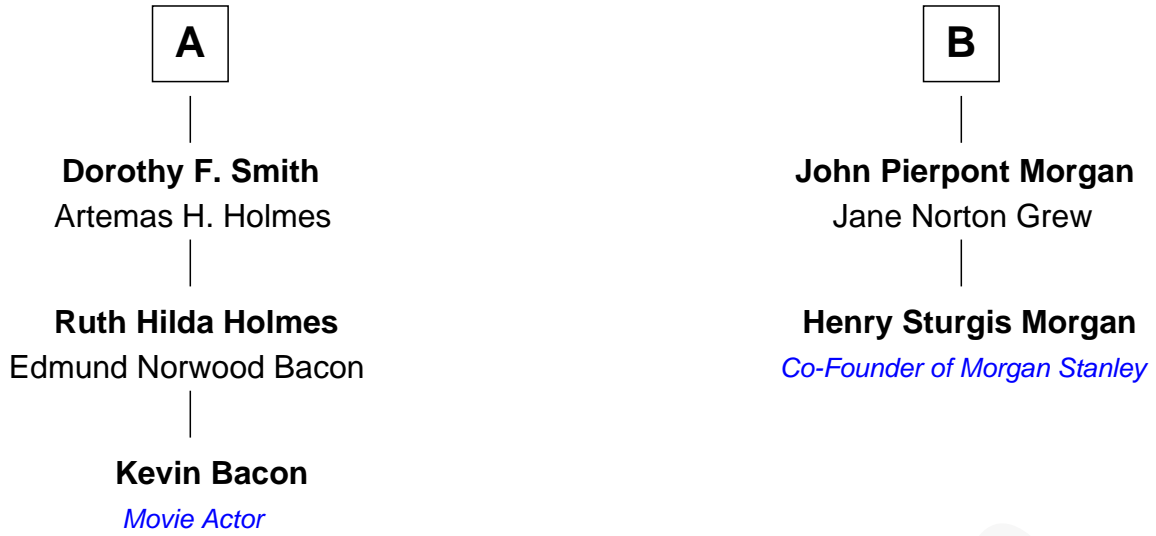 A
Dorothy F. Smith
Artemas H. Holmes
Ruth Hilda Holmes
Edmund Norwood Bacon
Kevin Bacon
Movie Actor
B
John Pierpont Morgan
Jane Norton Grew
Henry Sturgis Morgan
Co-Founder of Morgan Stanley